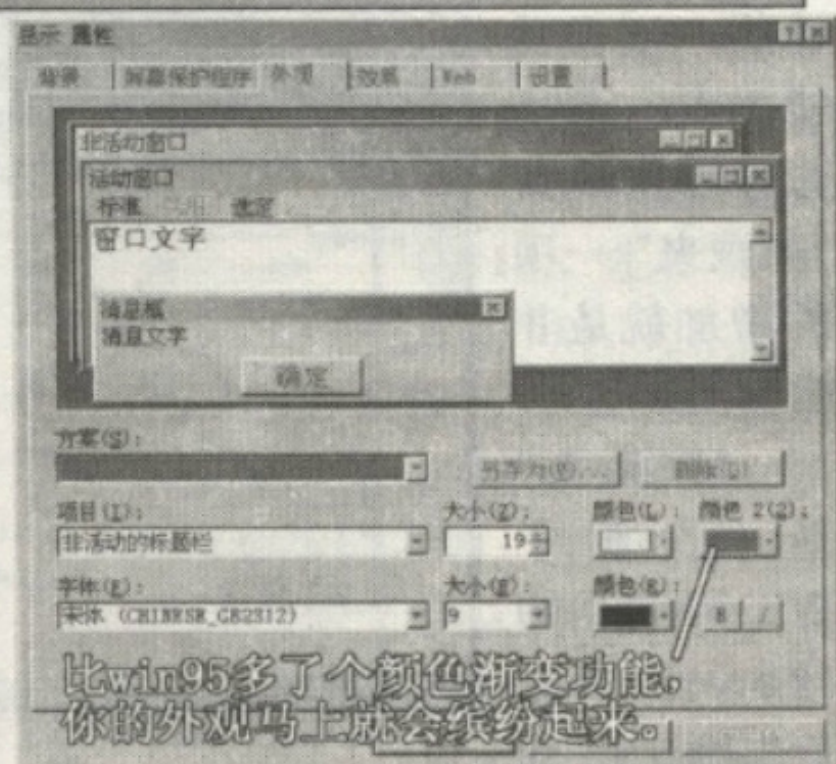 显示 属性
背景 屏幕保护程序 外观 效果 Web 设置
非活动窗口
活动窗口
标准 选定
窗口文字
消息框
消息文字
确定
方案(S):
另存为(V)... 删除(D)
项目(I): 大小(Z): 颜色(L): 颜色 2(2):
非活动的标题栏 19
字体(F): 大小(E): 颜色(R):
宋体 (CHINESE_GB2312) 9 B /
比win95多了个颜色渐变功能,
你的外观马上就会缤纷起来。